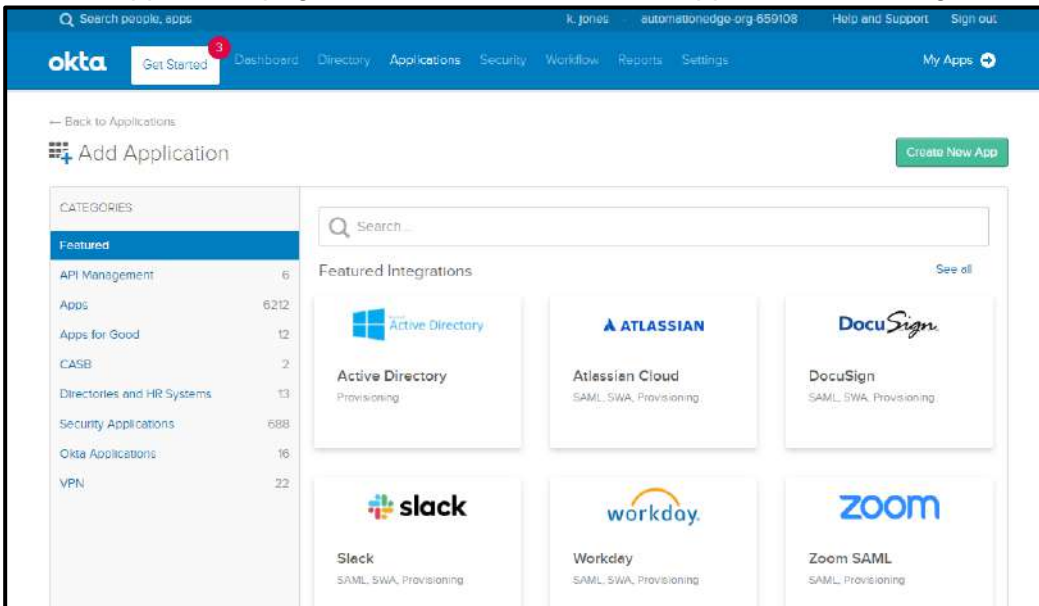 Search people, apps
k. jones automationedge-org-659108 Help and Support Sign out
okta Get Started 3 Dashboard Directory Applications Security Workflow Reports Settings My Apps
← Back to Applications
Add Application
Create New App
CATEGORIES
Featured
API Management 6
Apps 6212
Apps for Good 12
CASB 2
Directories and HR Systems 13
Security Applications 688
Okta Applications 16
VPN 22
Search...
Featured Integrations See all
Active Directory
Active Directory
Provisioning
ATLASSIAN
Atlassian Cloud
SAML, SWA, Provisioning
DocuSign
DocuSign
SAML, SWA, Provisioning
slack
Slack
SAML, SWA, Provisioning
workday.
Workday
SAML, SWA, Provisioning
zoom
Zoom SAML
SAML, Provisioning